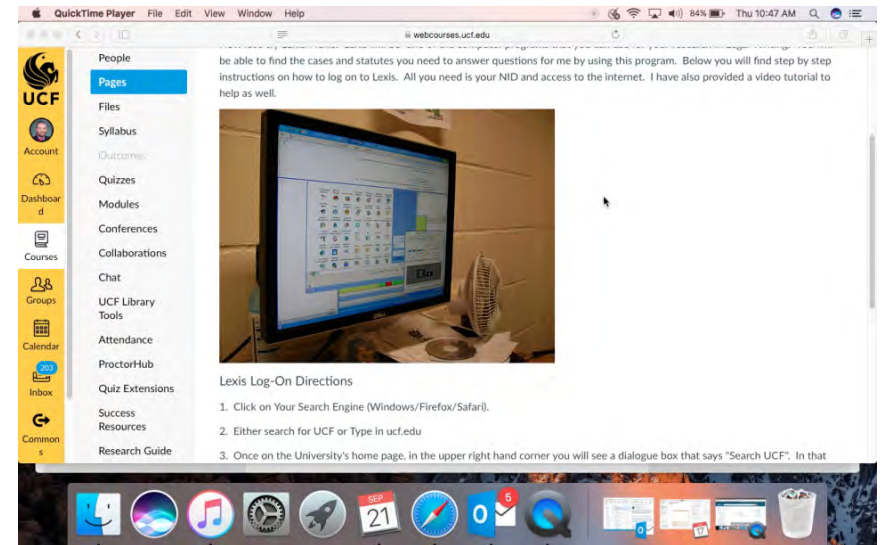 QuickTime Player File Edit View Window Help 84% Thu 10:47 AM
webcourses.ucf.edu
UCF
Account
Dashboar
d
Courses
Groups
Calendar
203
Inbox
Common
s
People
Pages
Files
Syllabus
Outcomes
Quizzes
Modules
Conferences
Collaborations
Chat
UCF Library
Tools
Attendance
ProctorHub
Quiz Extensions
Success
Resources
Research Guide
be able to find the cases and statutes you need to answer questions for me by using this program. Below you will find step by step
instructions on how to log on to Lexis. All you need is your NID and access to the internet. I have also provided a video tutorial to
help as well.
DELL
Lexis Log-On Directions
1. Click on Your Search Engine (Windows/Firefox/Safari).
2. Either search for UCF or Type in ucf.edu
3. Once on the University's home page, in the upper right hand corner you will see a dialogue box that says "Search UCF". In that
SEP
21
5
17